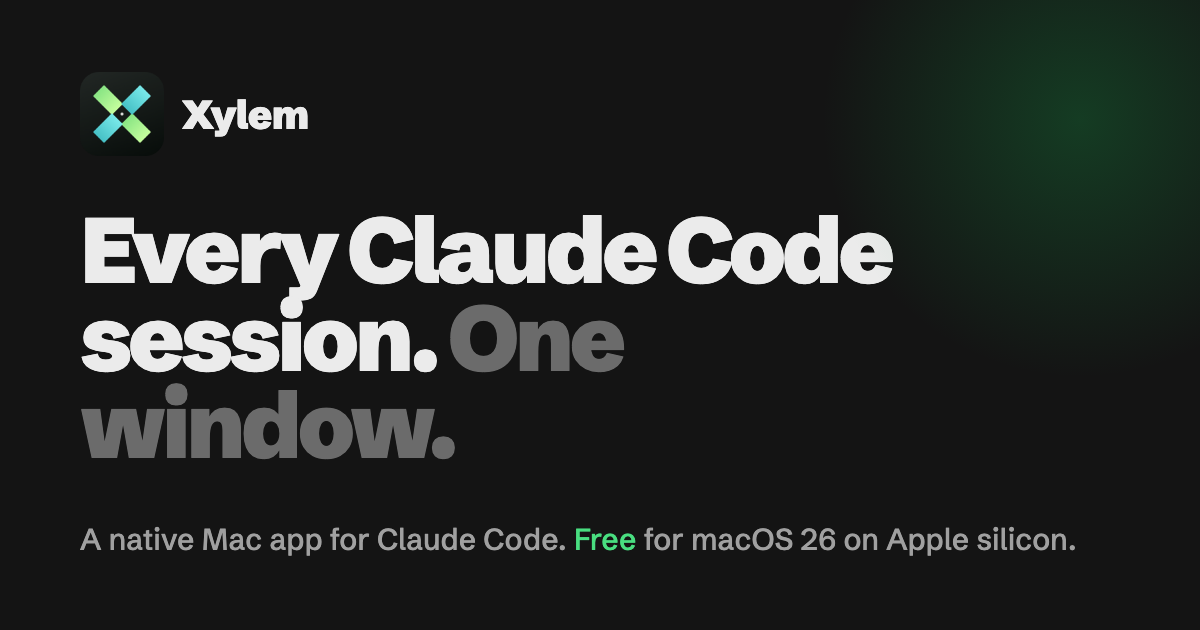 Xylem
Every Claude Code
session. One
window.
A native Mac app for Claude Code. Free for macOS 26 on Apple silicon.